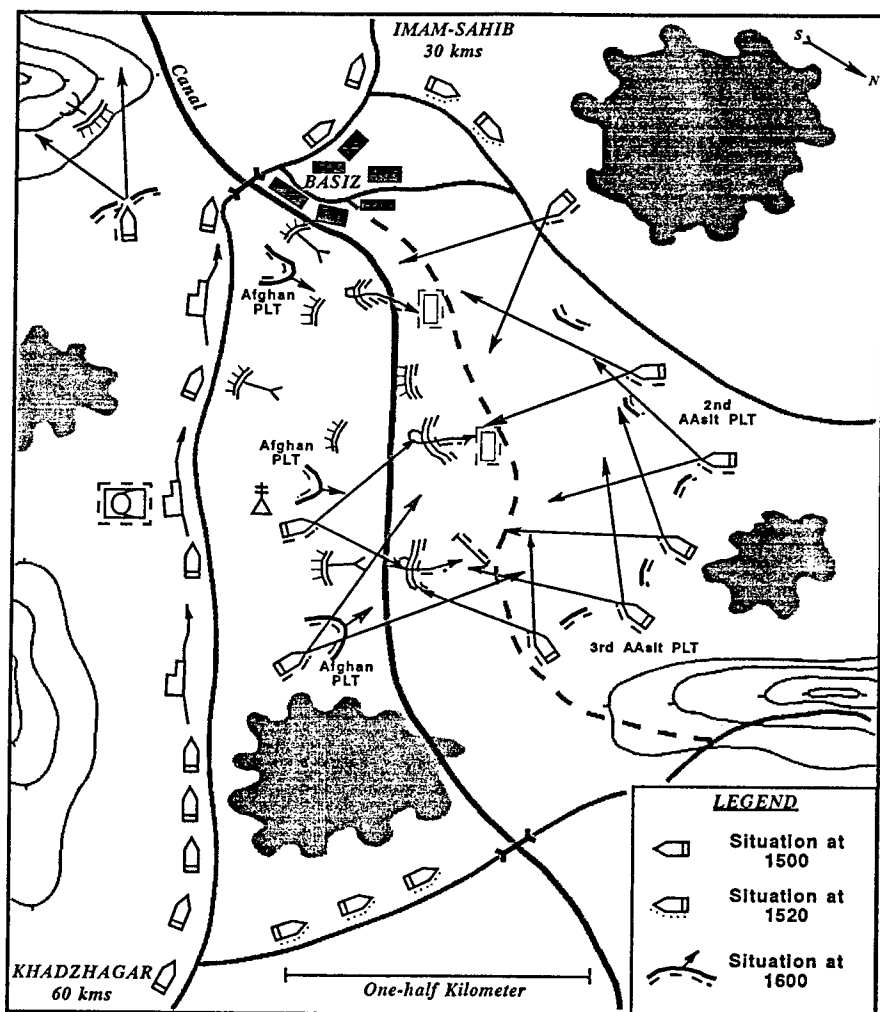 IMAM-SAHIB
30 kms
S
N
Canal
BASIZ
Afghan
PLT
2nd
AAslt PLT
Afghan
PLT
3rd AAslt PLT
Afghan
PLT
LEGEND
Situation at
1500
Situation at
1520
Situation at
1600
KHADZHAGAR
60 kms
One-half Kilometer